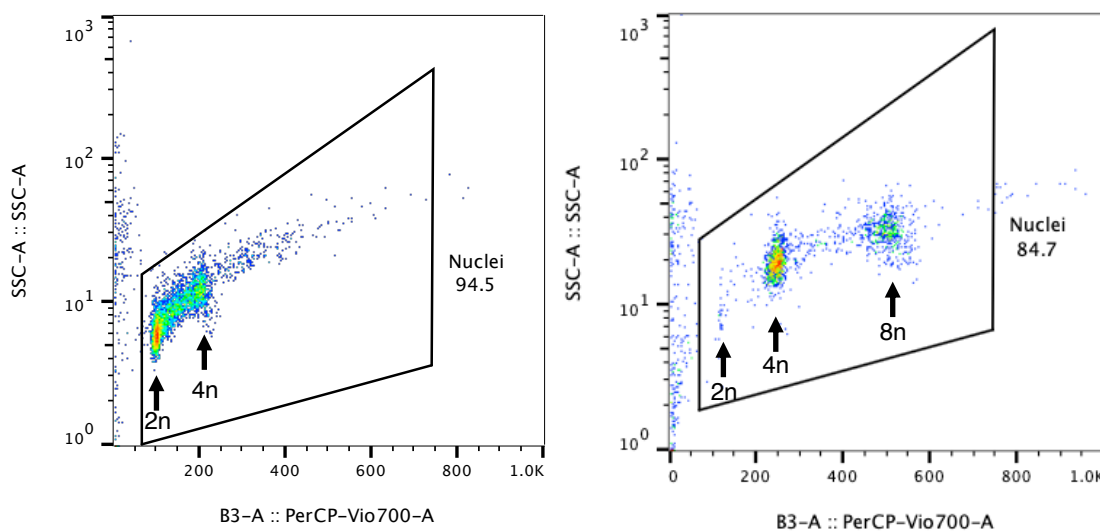 10³
10²
10¹
10⁰
SSC-A :: SSC-A
Nuclei
94.5
4n
2n
200
400
600
800
1.0K
B3-A :: PerCP-Vio700-A
10³
10²
10¹
10⁰
SSC-A :: SSC-A
Nuclei
84.7
8n
4n
2n
0
200
400
600
800
1.0K
B3-A :: PerCP-Vio700-A